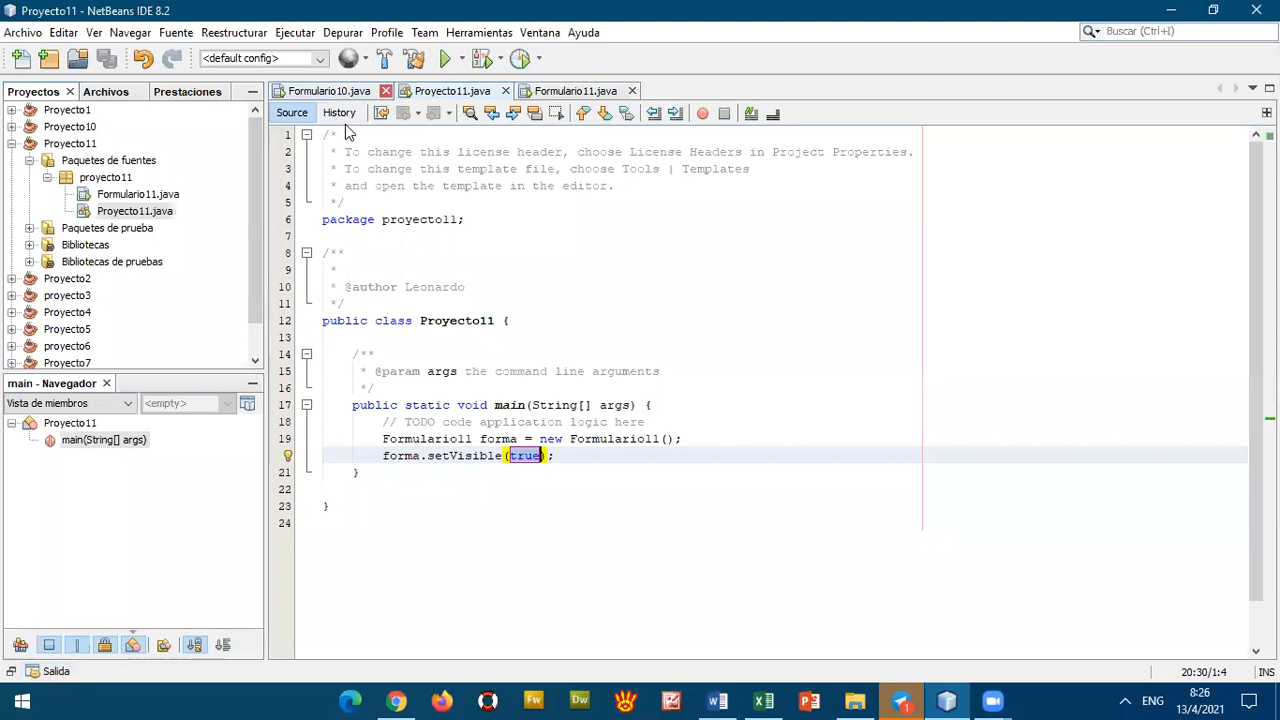 Proyecto11 - NetBeans IDE 8.2
Archivo Editar Ver Navegar Fuente Reestructurar Ejecutar Depurar Profile Team Herramientas Ventana Ayuda
Buscar (Ctrl+I)
<default config>
Proyectos Archivos Prestaciones
Formulario10.java Proyecto11.java Formulario11.java
Source History
Proyecto1
Proyecto10
Proyecto11
Paquetes de fuentes
proyecto11
Formulario11.java
Proyecto11.java
Paquetes de prueba
Bibliotecas
Bibliotecas de pruebas
Proyecto2
proyecto3
Proyecto4
Proyecto5
proyecto6
Proyecto7
main - Navegador
Vista de miembros <empty>
Proyecto11
main(String[] args)
1 /*
2 * To change this license header, choose License Headers in Project Properties.
3 * To change this template file, choose Tools | Templates
4 * and open the template in the editor.
5 */
6 package proyecto11;
7
8 /**
9 *
10 * @author Leonardo
11 */
12 public class Proyecto11 {
13
14 /**
15 * @param args the command line arguments
16 */
17 public static void main(String[] args) {
18 // TODO code application logic here
19 Formulario11 forma = new Formulario11();
forma.setVisible(true);
21 }
22
23 }
24
Salida
20:30/1:4 INS
Fw Dw 1
ENG
8:26
13/4/2021